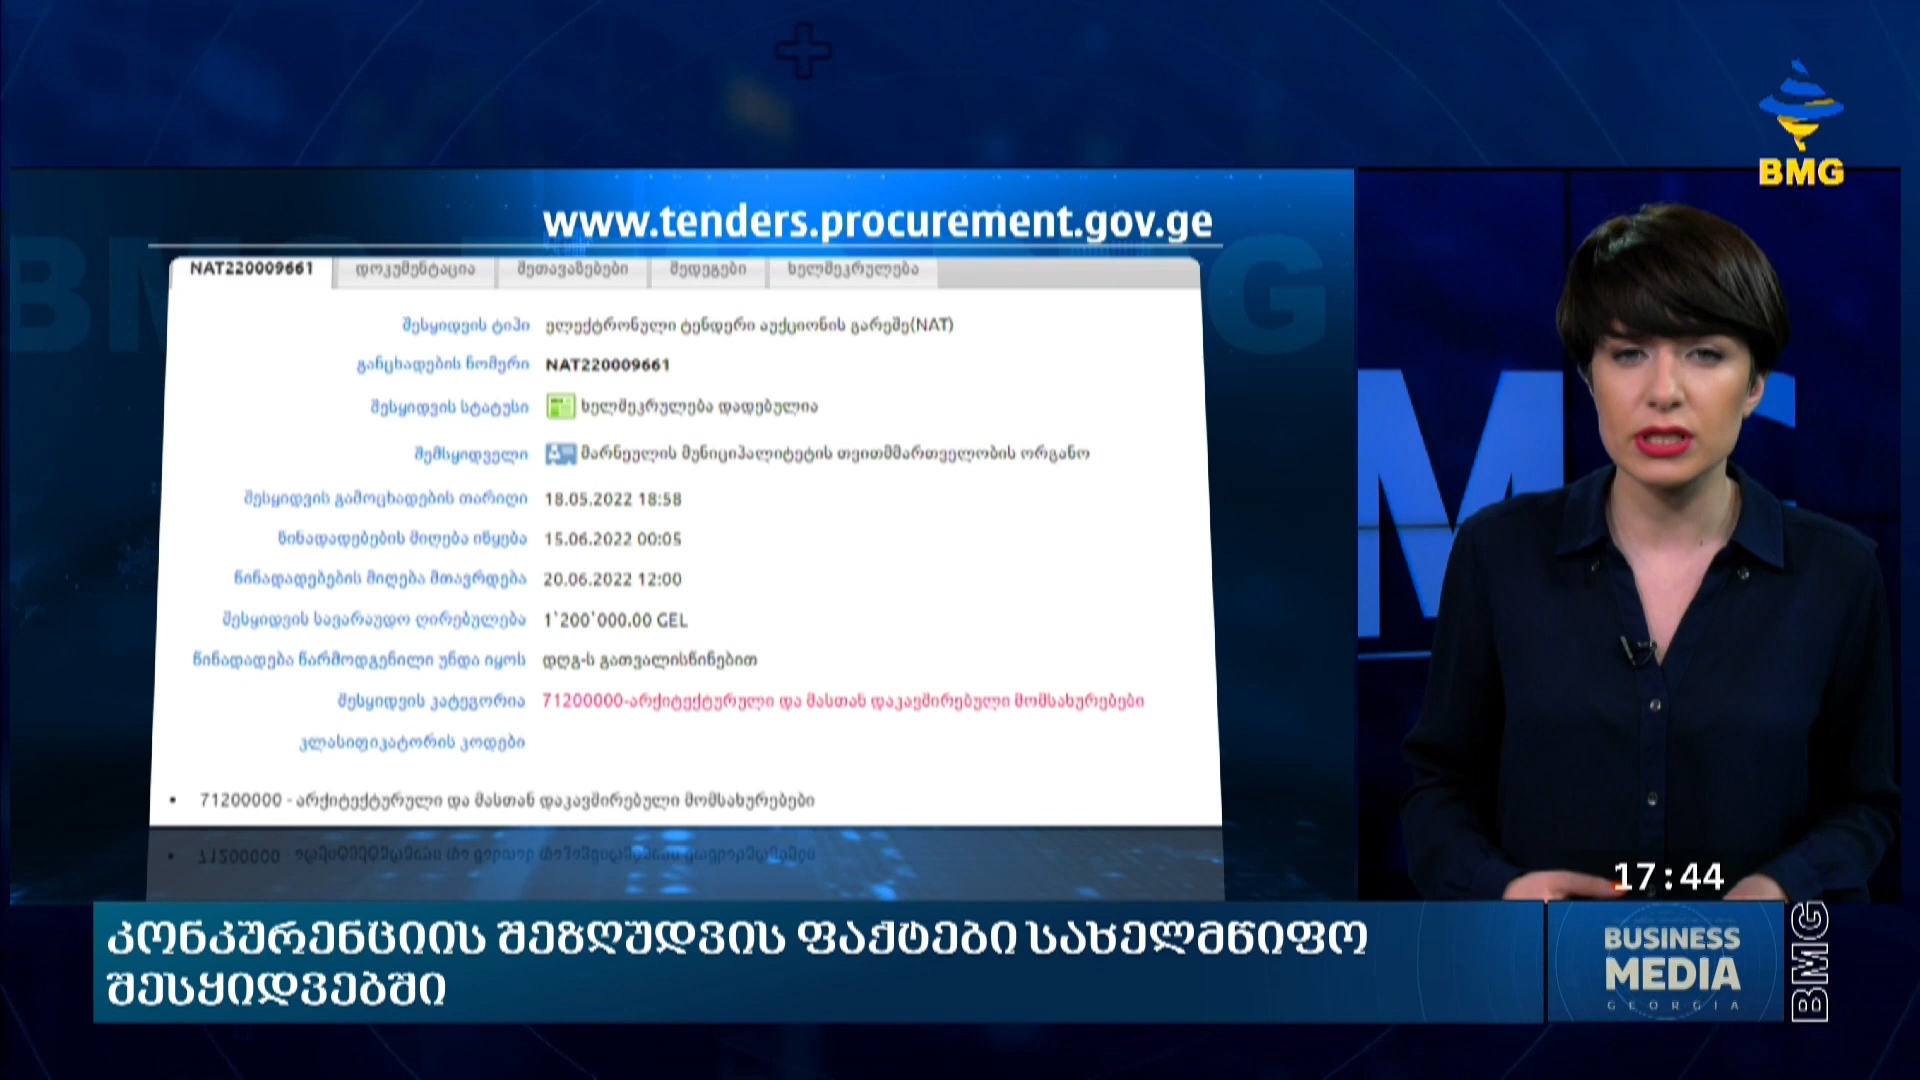 BMG
www.tenders.procurement.gov.ge
NAT220009661 დოკუმენტაცია შეთავაზებები შედეგები ხელშეკრულება
შესყიდვის ტიპი ელექტრონული ტენდერი აუქციონის გარეშე(NAT)
განცხადების ნომერი NAT220009661
შესყიდვის სტატუსი ხელშეკრულება დადებულია
შემსყიდველი მარნეულის მუნიციპალიტეტის თვითმმართველობის ორგანო
შესყიდვის გამოცხადების თარიღი 18.05.2022 18:58
წინადადებების მიღება იწყება 15.06.2022 00:05
წინადადებების მიღება მთავრდება 20.06.2022 12:00
შესყიდვის სავარაუდო ღირებულება 1`200`000.00 GEL
წინადადება წარმოდგენილი უნდა იყოს დღგ-ს გათვალისწინებით
შესყიდვის კატეგორია 71200000-არქიტექტურული და მასთან დაკავშირებული მომსახურებები
კლასიფიკატორის კოდები
• 71200000 - არქიტექტურული და მასთან დაკავშირებული მომსახურებები
17:44
კონკურენციის შეზღუდვის ფაქტები სახელმწიფო
შესყიდვებში
BUSINESS
MEDIA
GEORGIA
BMG